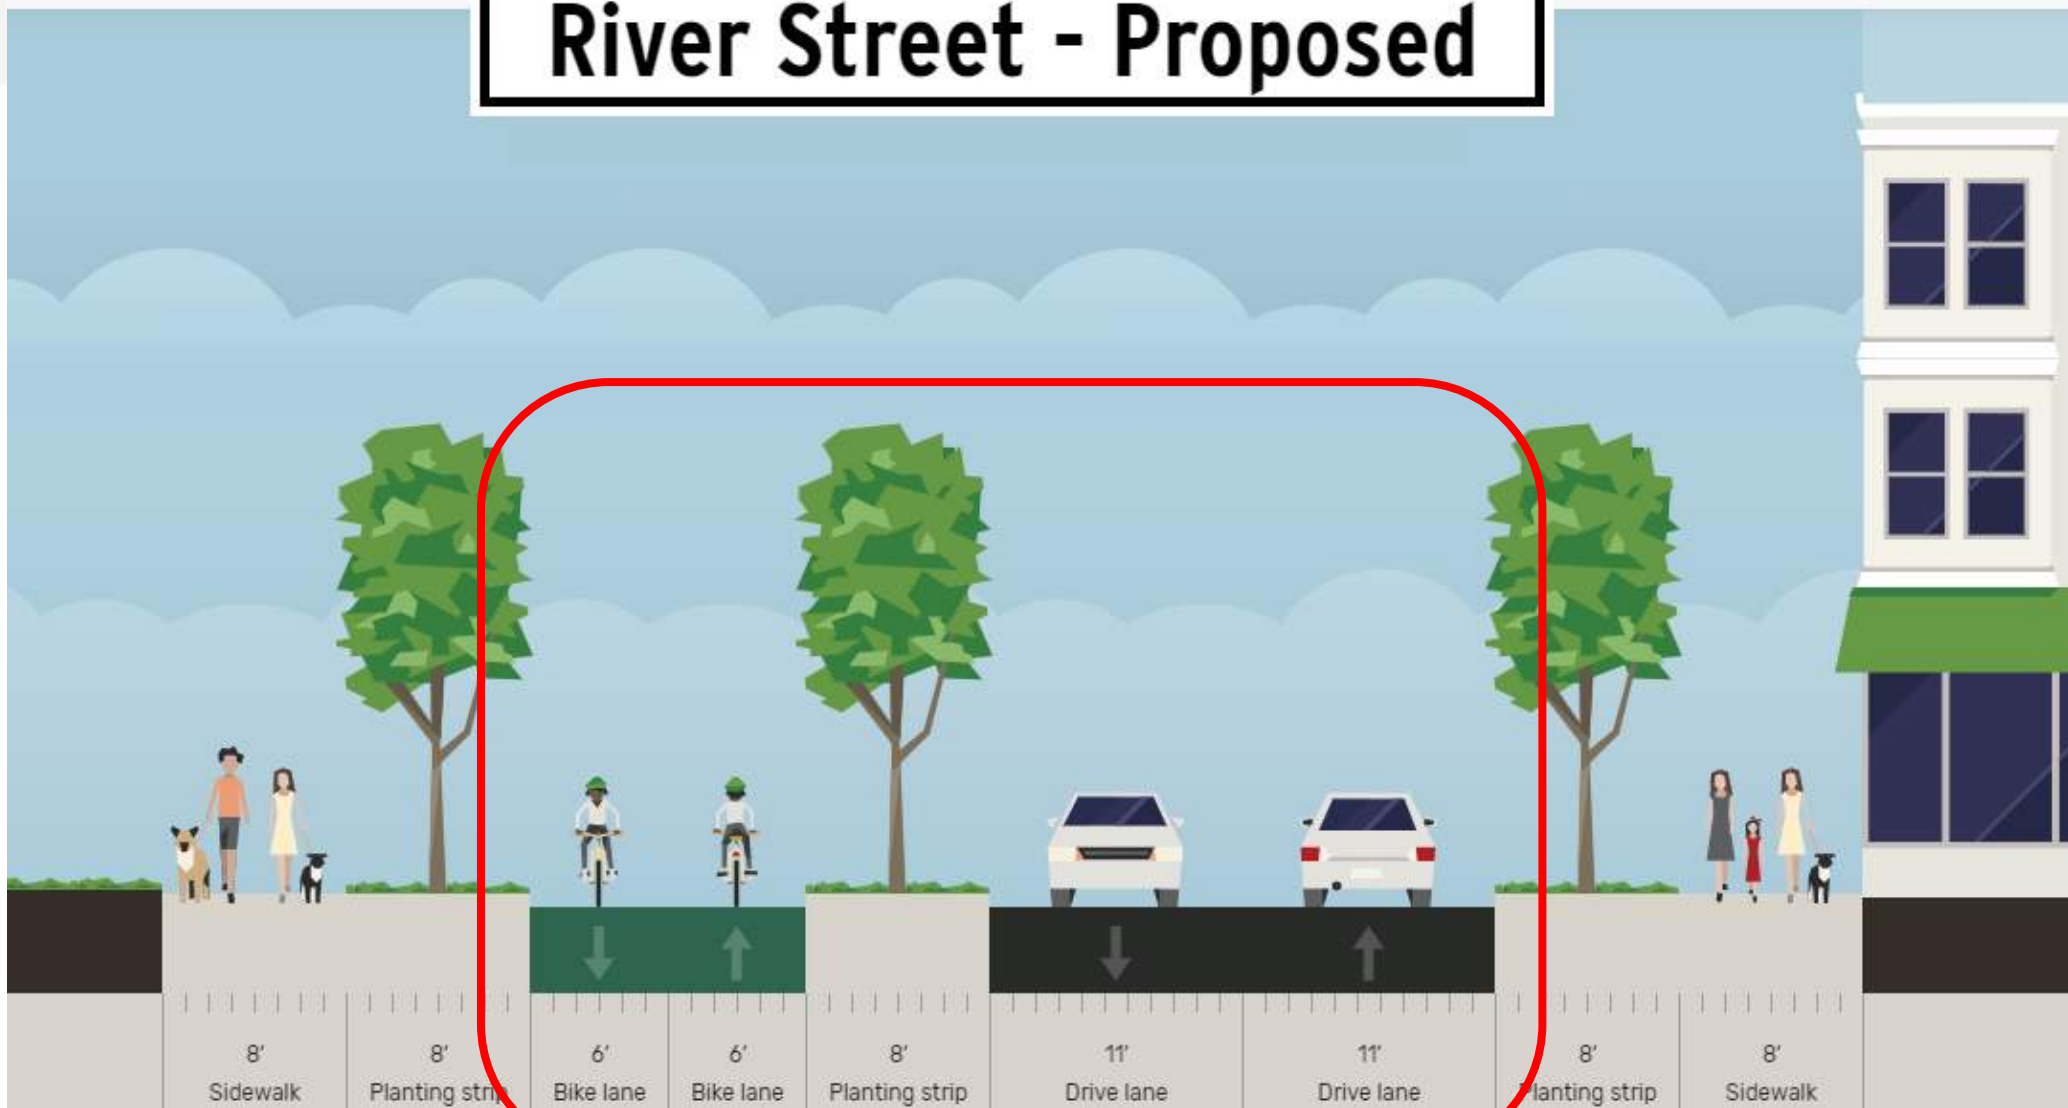 River Street - Proposed
8' 8' 6' 6' 8' 11' 11' 8' 8'
Sidewalk Planting strip Bike lane Bike lane Planting strip Drive lane Drive lane Planting strip Sidewalk